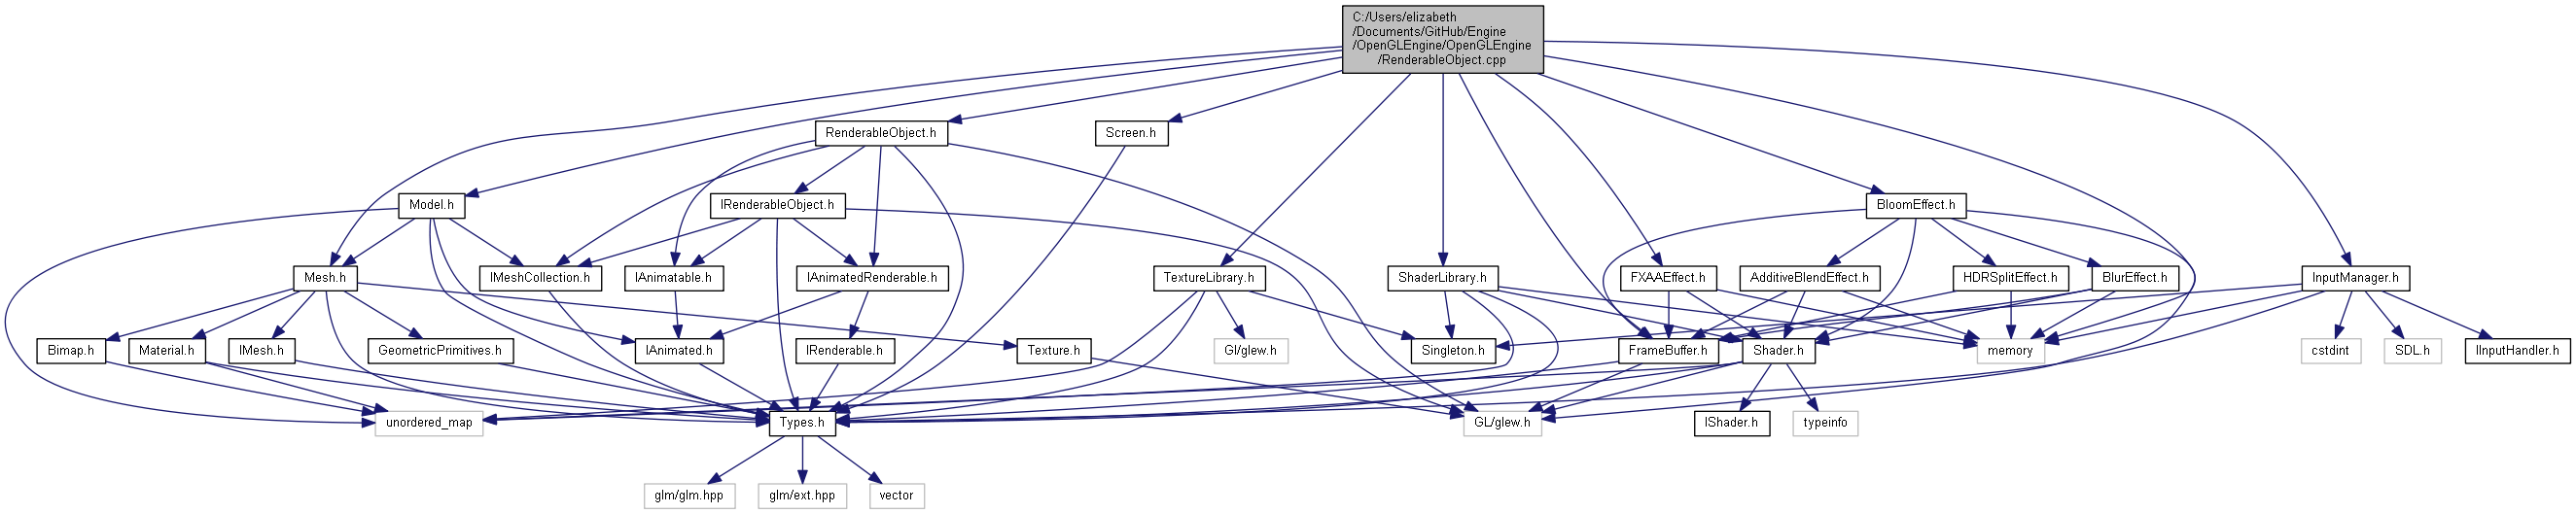 C:/Users/elizabeth
/Documents/GitHub/Engine
/OpenGLEngine/OpenGLEngine
/RenderableObject.cpp
RenderableObject.h
Screen.h
Model.h
IRenderableObject.h
BloomEffect.h
Mesh.h
IMeshCollection.h
IAnimatable.h
IAnimatedRenderable.h
TextureLibrary.h
ShaderLibrary.h
FXAAEffect.h
AdditiveBlendEffect.h
HDRSplitEffect.h
BlurEffect.h
InputManager.h
Bimap.h
Material.h
IMesh.h
GeometricPrimitives.h
IAnimated.h
IRenderable.h
Texture.h
Gl/glew.h
Singleton.h
FrameBuffer.h
Shader.h
memory
cstdint
SDL.h
IInputHandler.h
unordered_map
Types.h
GL/glew.h
IShader.h
typeinfo
glm/glm.hpp
glm/ext.hpp
vector